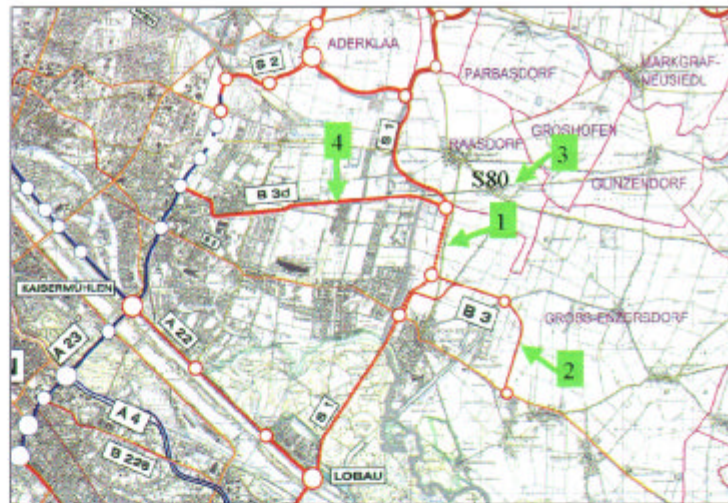 ADERKLAA
S 2
PARBASDORF
MARKGRAF-
NEUSIEDL
S 1
4
RAASDORF
GROSHOFEN
3
S80
GLINZENDORF
B 3d
1
KAISERMÜHLEN
B 3
GROSS-ENZERSDORF
A 22
A 23
2
A 4
S 1
B 228
LOBAU